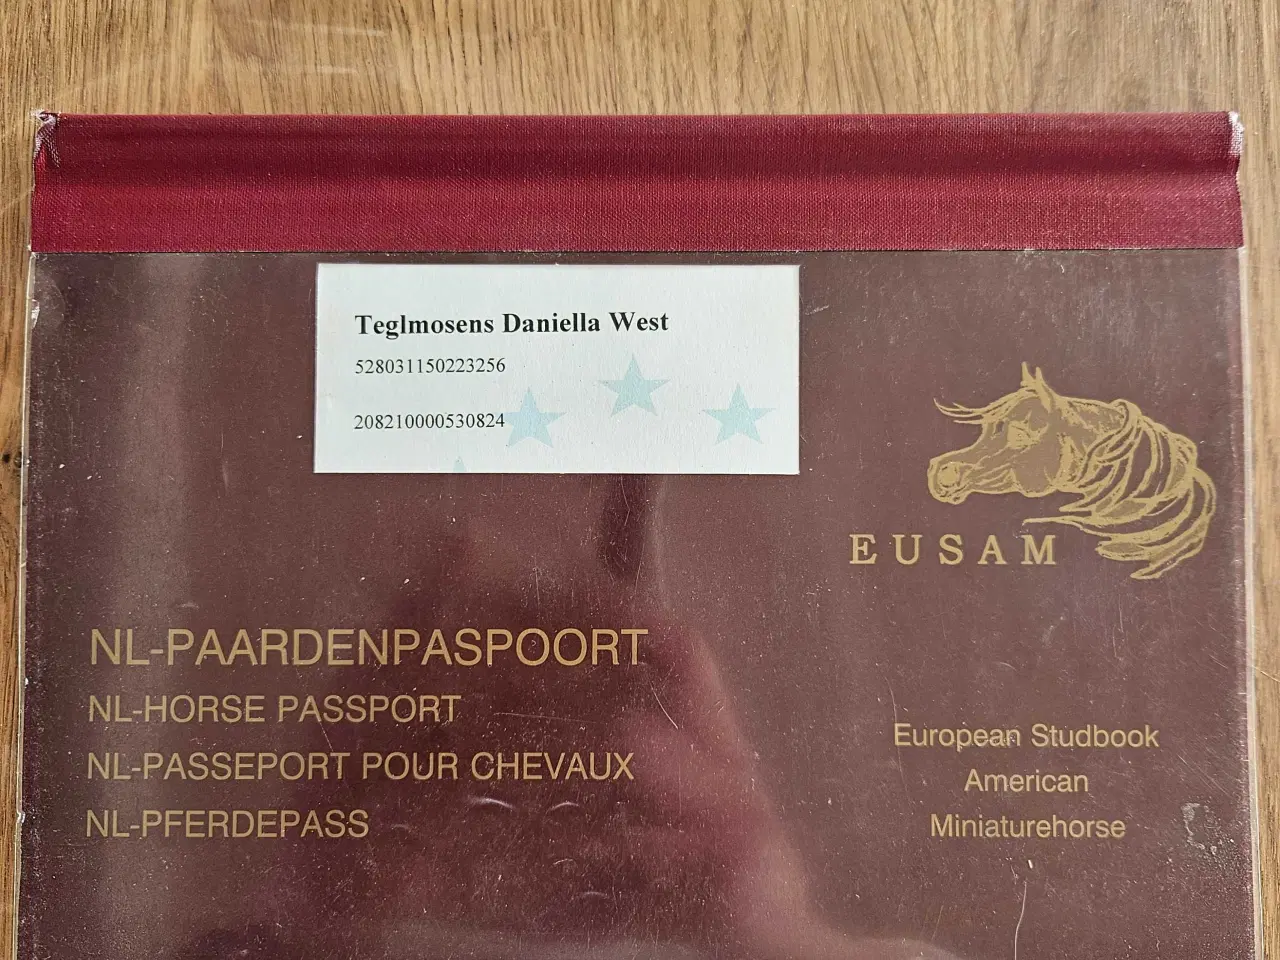 Teglmosens Daniella West
528031150223256
208210000530824
EUSAM
NL-PAARDENPASPOORT
NL-HORSE PASSPORT
NL-PASSEPORT POUR CHEVAUX
NL-PFERDEPASS
European Studbook
American
Miniaturehorse